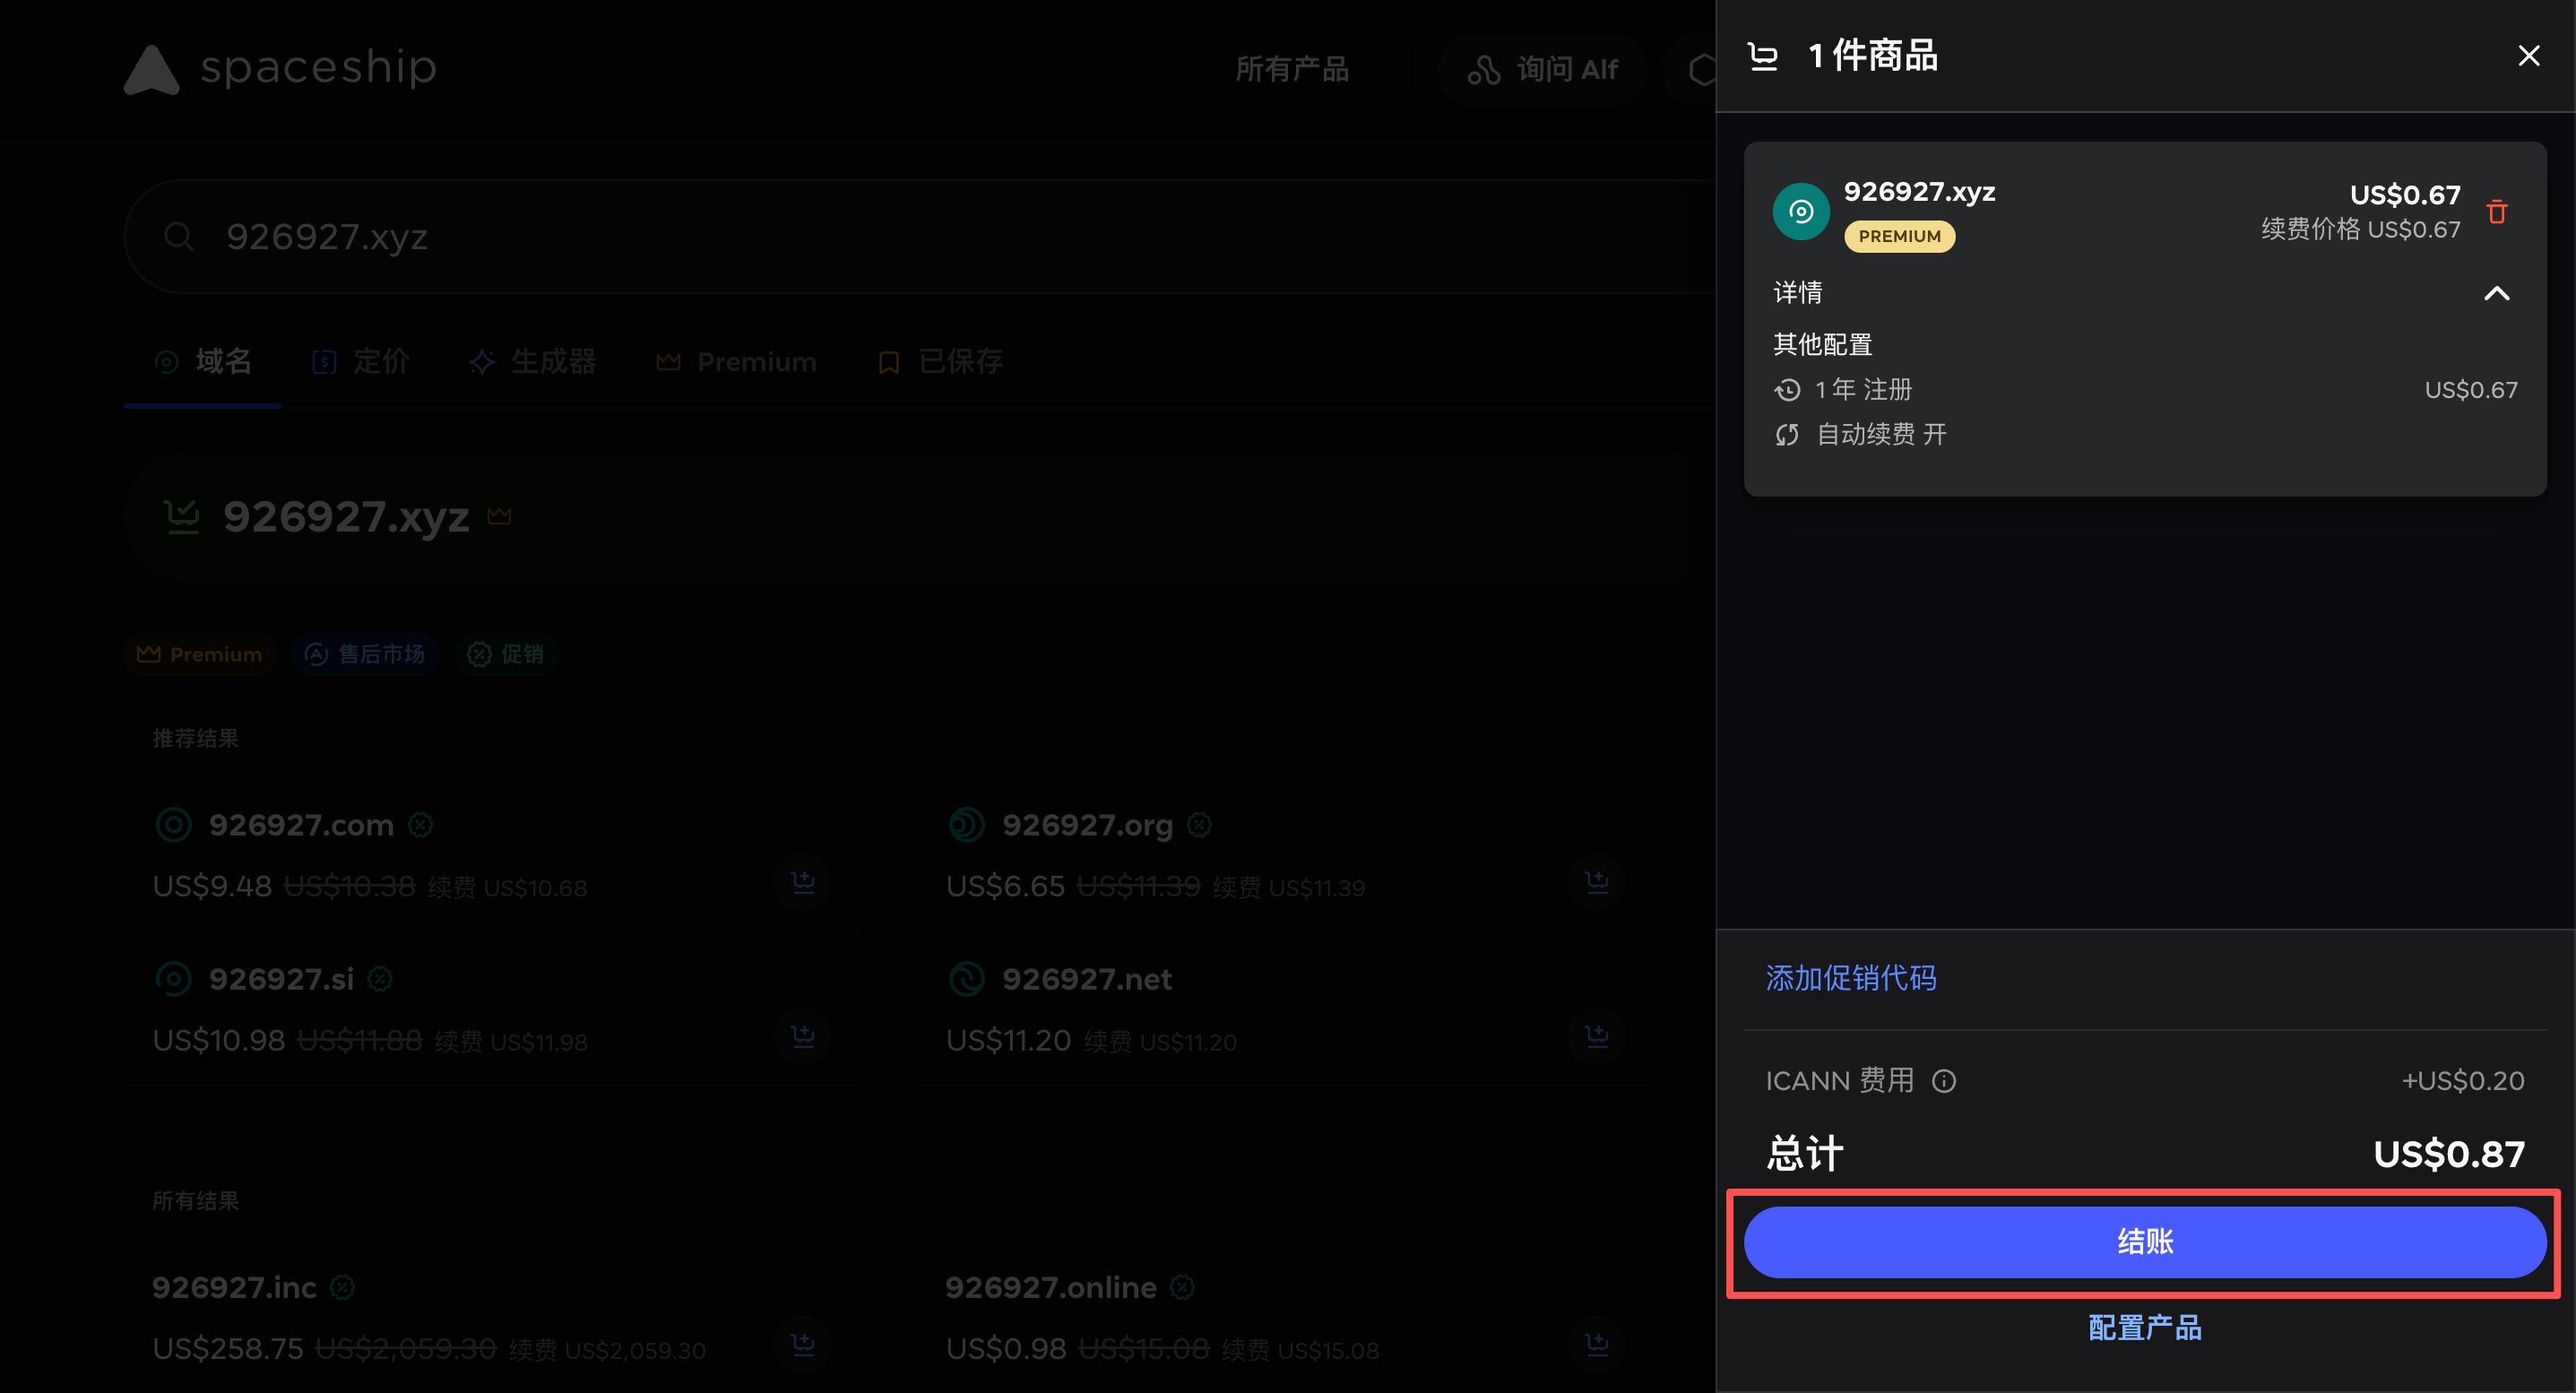 spaceship
所有产品
询问 Alf
926927.xyz
域名
定价
生成器
Premium
已保存
926927.xyz
Premium
售后市场
促销
推荐结果
926927.com
US$9.48 US$10.38 续费 US$10.68
926927.org
US$6.65 US$11.39 续费 US$11.39
926927.si
US$10.98 US$11.88 续费 US$11.98
926927.net
US$11.20 续费 US$11.20
所有结果
926927.inc
US$258.75 US$2,059.30 续费 US$2,059.30
926927.online
US$0.98 US$15.08 续费 US$15.08
1 件商品
926927.xyz
US$0.67
PREMIUM
续费价格 US$0.67
详情
其他配置
1 年 注册
US$0.67
自动续费 开
添加促销代码
ICANN 费用
+US$0.20
总计
US$0.87
结账
配置产品